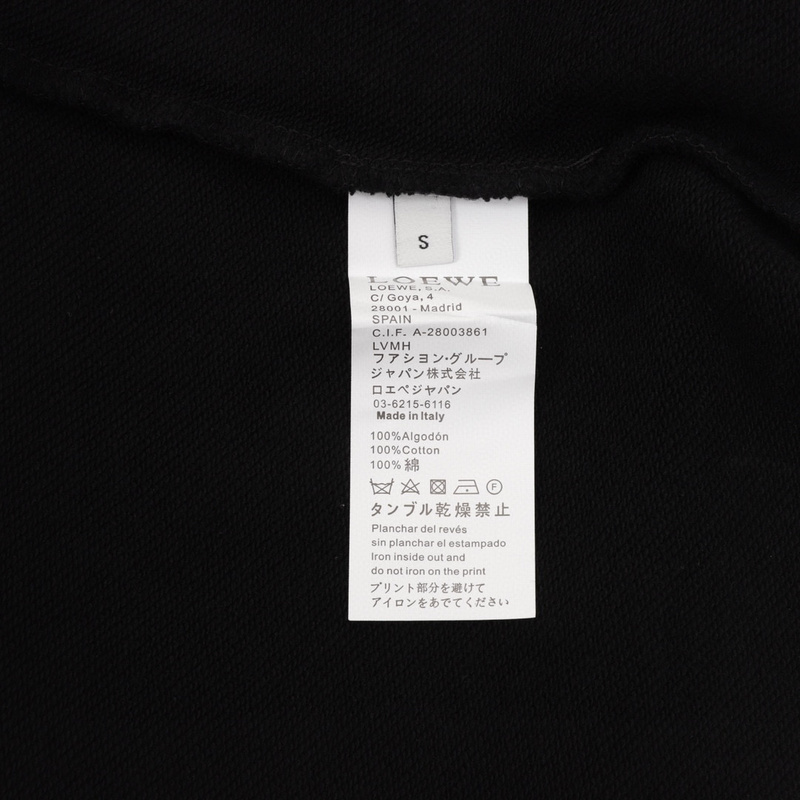 S
LOEWE
LOEWE, S.A.
C/ Goya, 4
28001 - Madrid
SPAIN
C.I.F. A-28003861
LVMH
フアシヨン・グループ
ジャパン株式会社
ロエベジャパン
03-6215-6116
Made in Italy
100%Algodón
100%Cotton
100%綿
F
タンブル乾燥禁止
Planchar del revés
sin planchar el estampado
Iron inside out and
do not iron on the print
プリント部分を避けて
アイロンをあでてください